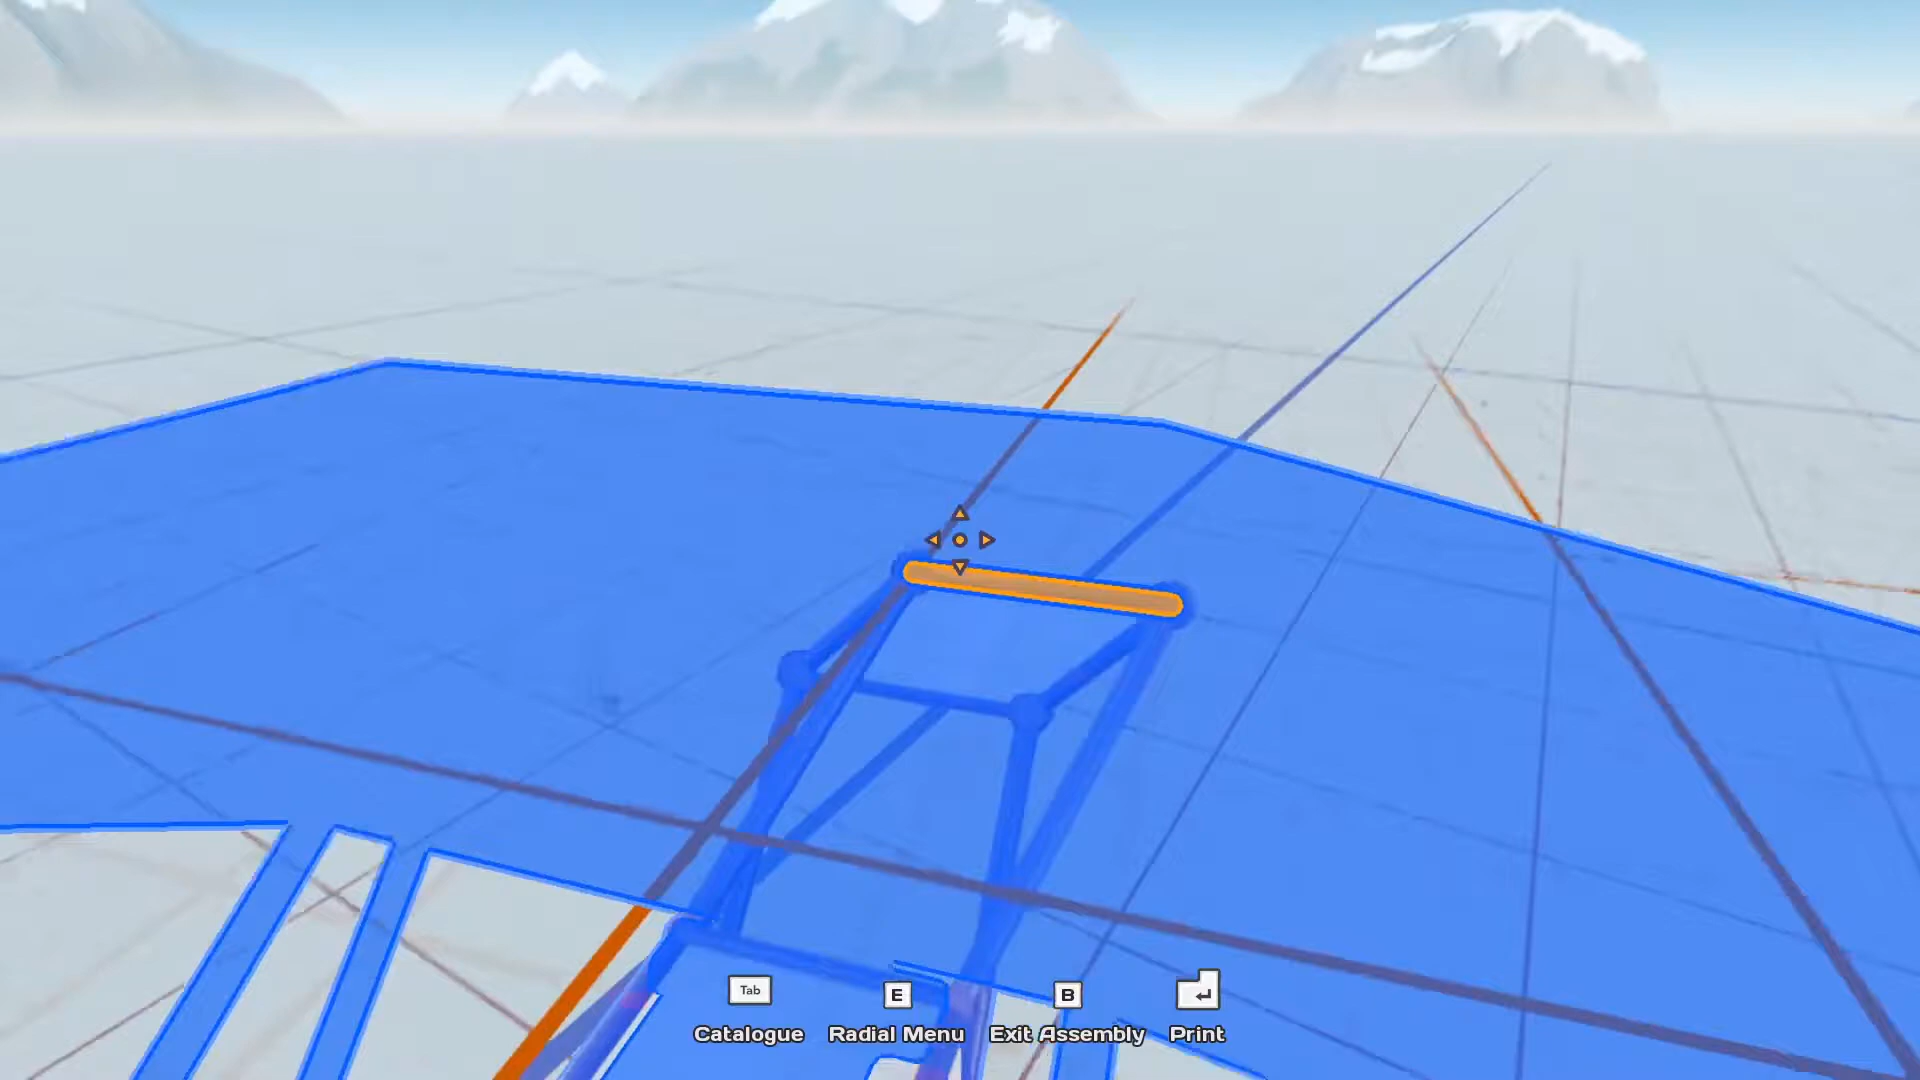 Tab
E
B
Catalogue
Radial Menu
Exit Assembly
Print